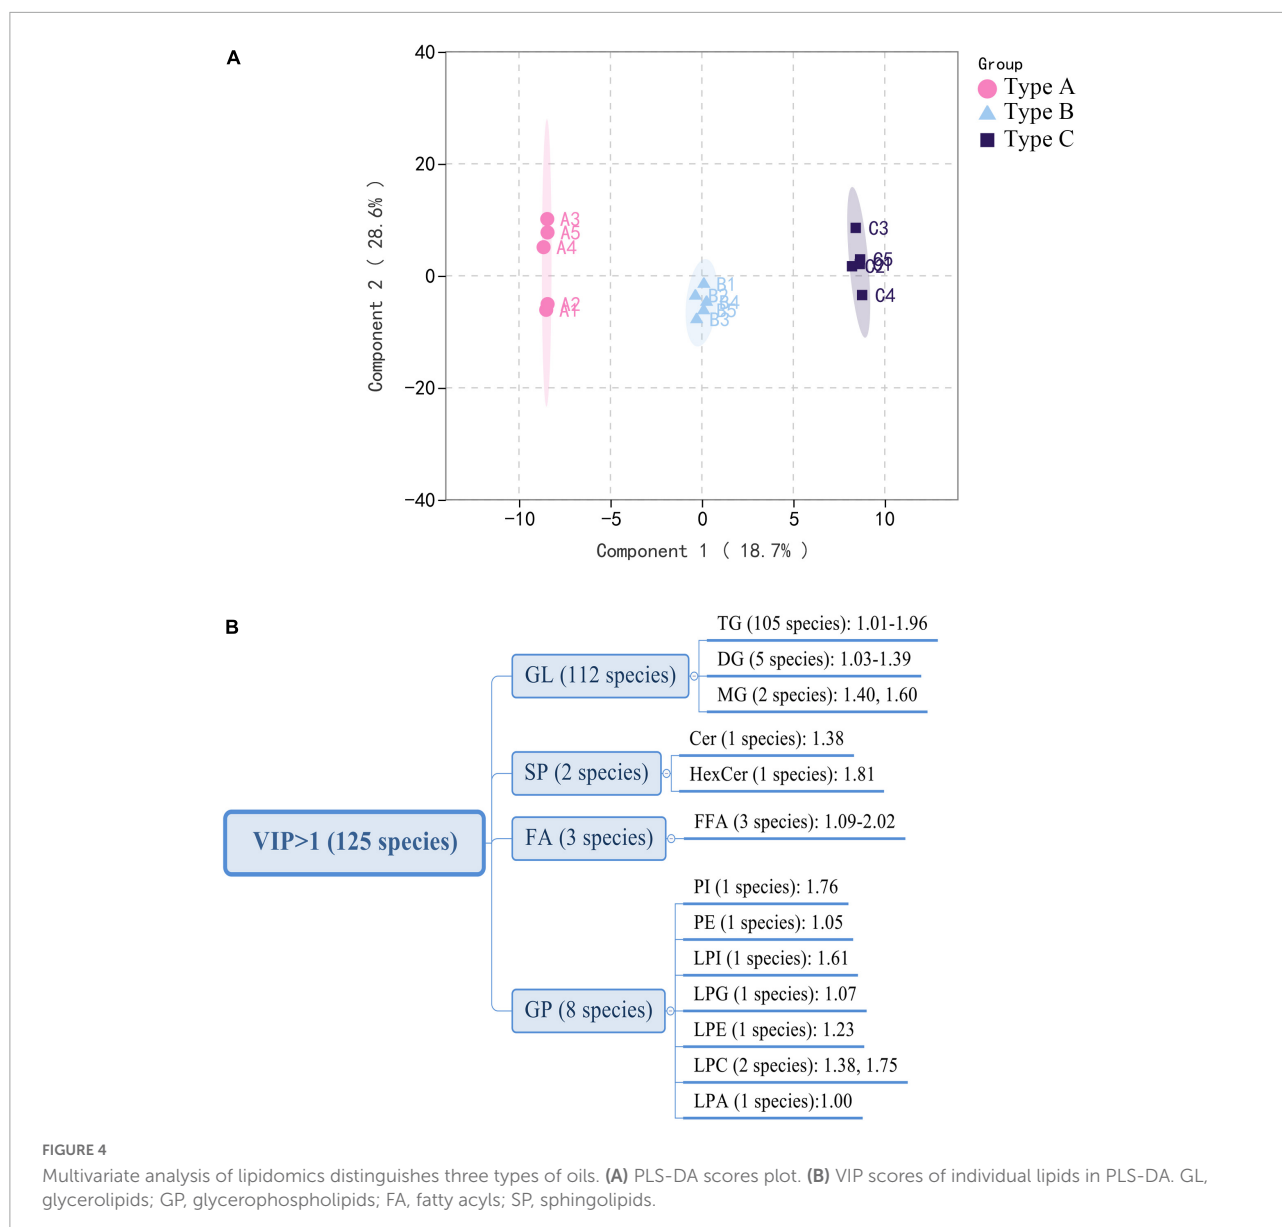 A
40
20
0
−20
−40
Component 2 ( 28.6% )
−10
−5
0
5
10
Component 1 ( 18.7% )
Group
Type A
Type B
Type C
A3
A5
A4
A2
A1
B1
B2
B4
B5
B3
C3
C5
C2
C4
B
VIP>1 (125 species)
GL (112 species)
TG (105 species): 1.01-1.96
DG (5 species): 1.03-1.39
MG (2 species): 1.40, 1.60
SP (2 species)
Cer (1 species): 1.38
HexCer (1 species): 1.81
FA (3 species)
FFA (3 species): 1.09-2.02
GP (8 species)
PI (1 species): 1.76
PE (1 species): 1.05
LPI (1 species): 1.61
LPG (1 species): 1.07
LPE (1 species): 1.23
LPC (2 species): 1.38, 1.75
LPA (1 species):1.00
FIGURE 4
Multivariate analysis of lipidomics distinguishes three types of oils. (A) PLS-DA scores plot. (B) VIP scores of individual lipids in PLS-DA. GL,
glycerolipids; GP, glycerophospholipids; FA, fatty acyls; SP, sphingolipids.